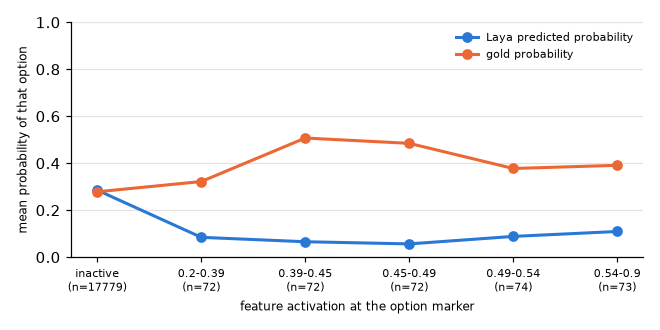 1.0
0.8
0.6
0.4
0.2
0.0
mean probability of that option
Laya predicted probability
gold probability
inactive
(n=17779)
0.2-0.39
(n=72)
0.39-0.45
(n=72)
0.45-0.49
(n=72)
0.49-0.54
(n=74)
0.54-0.9
(n=73)
feature activation at the option marker